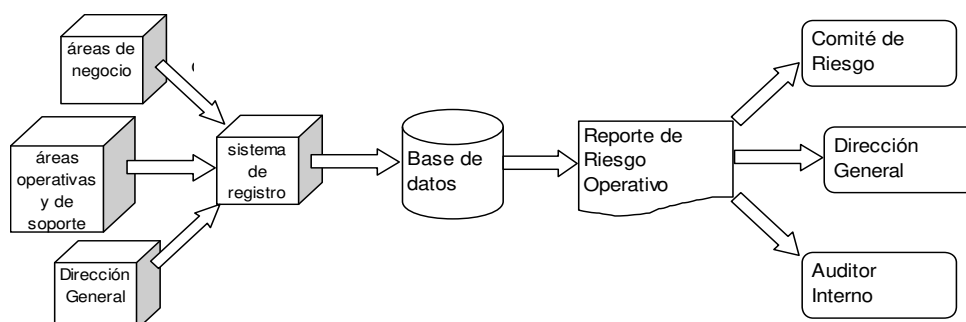 áreas de
negocio
áreas
operativas
y de
soporte
Dirección
General
sistema
de
registro
Base de
datos
Reporte de
Riesgo
Operativo
Comité de
Riesgo
Dirección
General
Auditor
Interno